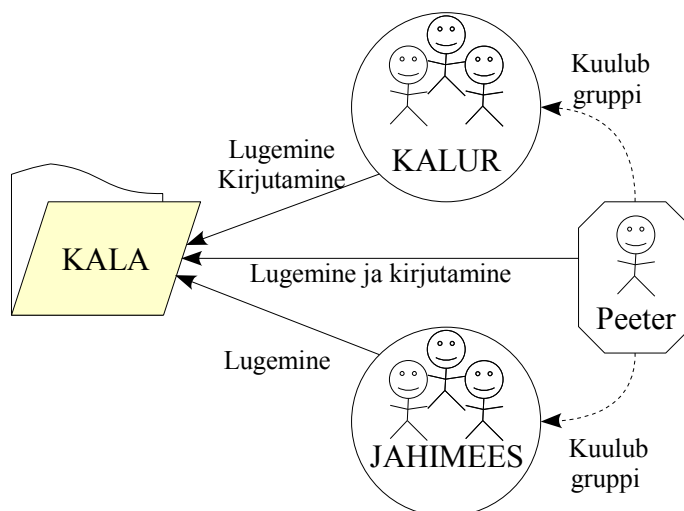 Kuulub
gruppi
KALUR
Lugemine
Kirjutamine
KALA
Lugemine ja kirjutamine
Peeter
Lugemine
JAHIMEES
Kuulub
gruppi